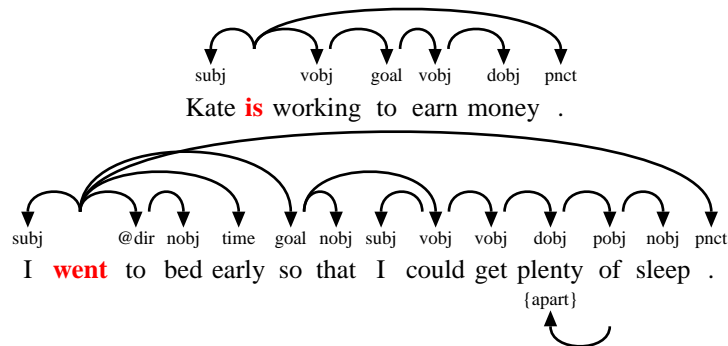 subj vobj goal vobj dobj pnct
Kate is working to earn money .
subj @dir nobj time goal nobj subj vobj vobj dobj pobj nobj pnct
I went to bed early so that I could get plenty of sleep .
{apart}